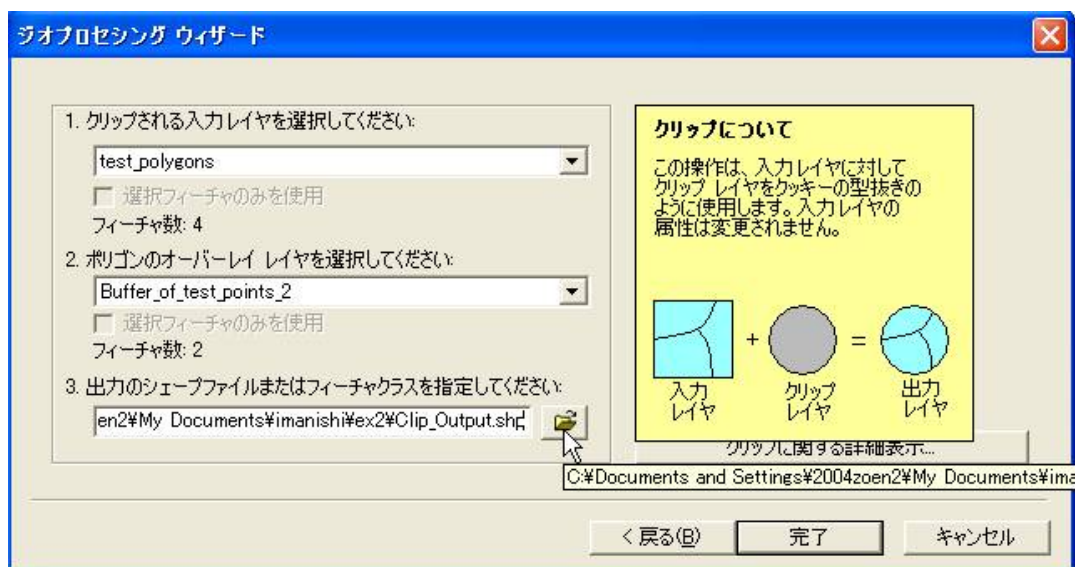 ジオプロセシング ウィザード
1. クリップされる入力レイヤを選択してください:
test_polygons
選択フィーチャのみを使用
フィーチャ数: 4
2. ポリゴンのオーバーレイ レイヤを選択してください:
Buffer_of_test_points_2
選択フィーチャのみを使用
フィーチャ数: 2
3. 出力のシェープファイルまたはフィーチャクラスを指定してください:
en2¥My Documents¥imanishi¥ex2¥Clip_Output.shp
クリップについて
この操作は、入力レイヤに対して
クリップ レイヤをクッキーの型抜きの
ように使用します。入力レイヤの
属性は変更されません。
+ =
入力
レイヤ
クリップ
レイヤ
出力
レイヤ
クリップに関する詳細表示...
C:¥Documents and Settings¥2004zoen2¥My Documents¥ima
< 戻る(B)
完了
キャンセル